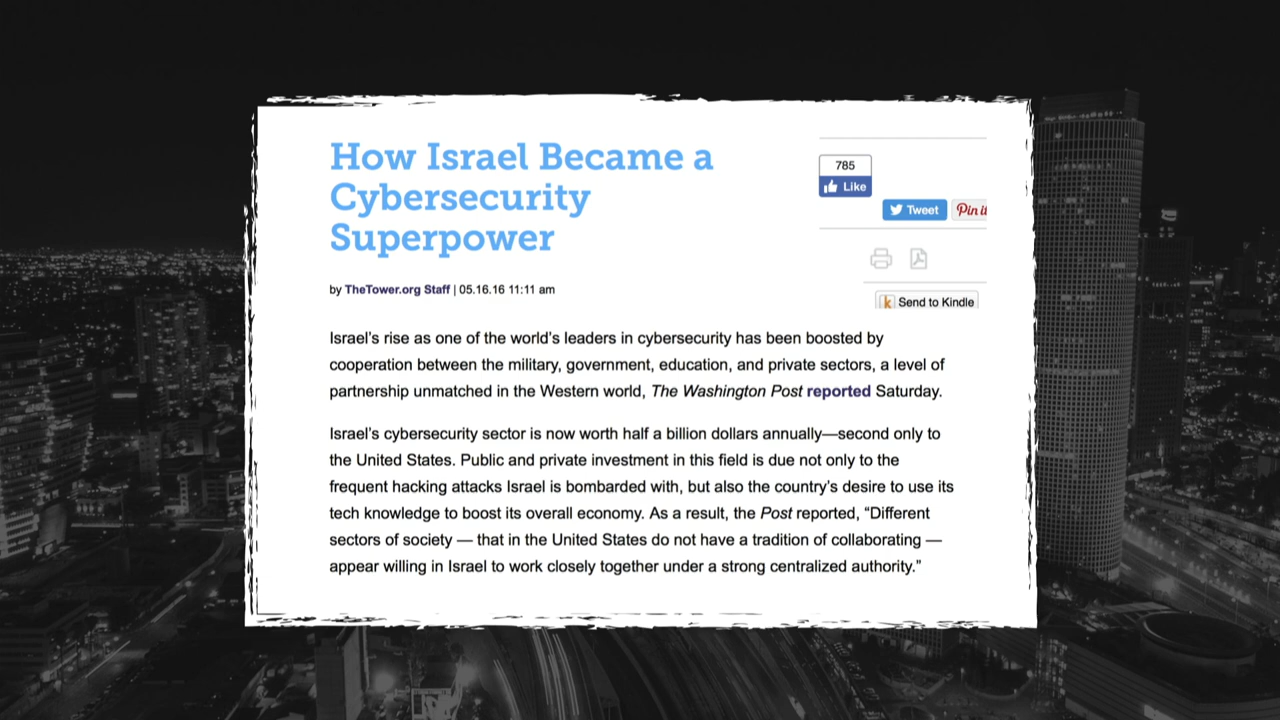 How Israel Became a
Cybersecurity
Superpower
by TheTower.org Staff | 05.16.16 11:11 am
785
Like
Tweet
Pin it
Send to Kindle
Israel’s rise as one of the world’s leaders in cybersecurity has been boosted by
cooperation between the military, government, education, and private sectors, a level of
partnership unmatched in the Western world, The Washington Post reported Saturday.
Israel’s cybersecurity sector is now worth half a billion dollars annually—second only to
the United States. Public and private investment in this field is due not only to the
frequent hacking attacks Israel is bombarded with, but also the country’s desire to use its
tech knowledge to boost its overall economy. As a result, the Post reported, “Different
sectors of society — that in the United States do not have a tradition of collaborating —
appear willing in Israel to work closely together under a strong centralized authority.”